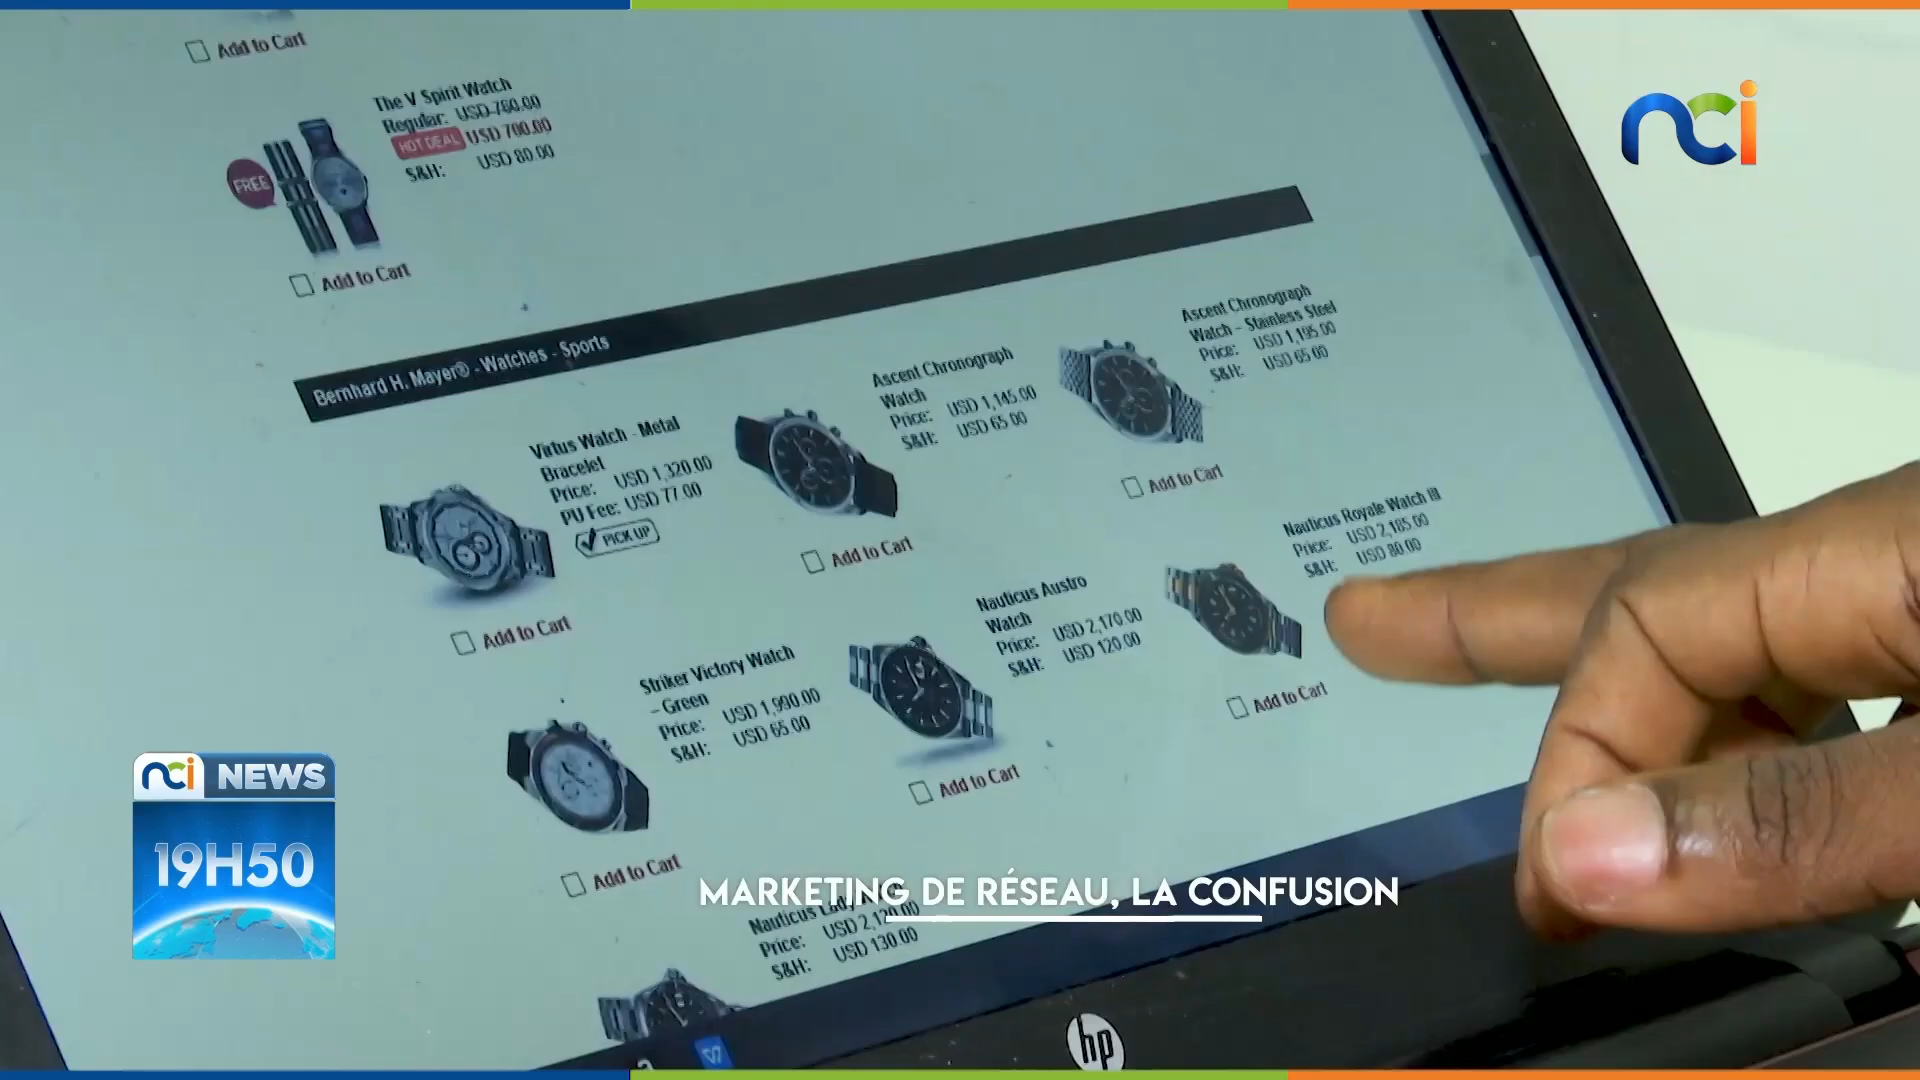 Add to Cart
The V Spirit Watch
Regular: USD 760.00
HOT DEAL USD 700.00
S&H: USD 80.00
FREE
Add to Cart
nci
Bernhard H. Mayer® - Watches - Sports
Virtus Watch - Metal
Bracelet
Price: USD 1,320.00
PU Fee: USD 77.00
PICK UP
Add to Cart
Ascent Chronograph
Watch
Price: USD 1,145.00
S&H: USD 65.00
Add to Cart
Ascent Chronograph
Watch - Stainless Steel
Price: USD 1,195.00
S&H: USD 65.00
Add to Cart
Striker Victory Watch
- Green
Price: USD 1,990.00
S&H: USD 65.00
Add to Cart
Nauticus Austro
Watch
Price: USD 2,170.00
S&H: USD 120.00
Add to Cart
Nauticus Royale Watch III
Price: USD 2,185.00
S&H: USD 80.00
Add to Cart
nci NEWS
19H50
MARKETING DE RÉSEAU, LA CONFUSION
Nauticus
Price: USD 2,120.00
S&H: USD 130.00
hp